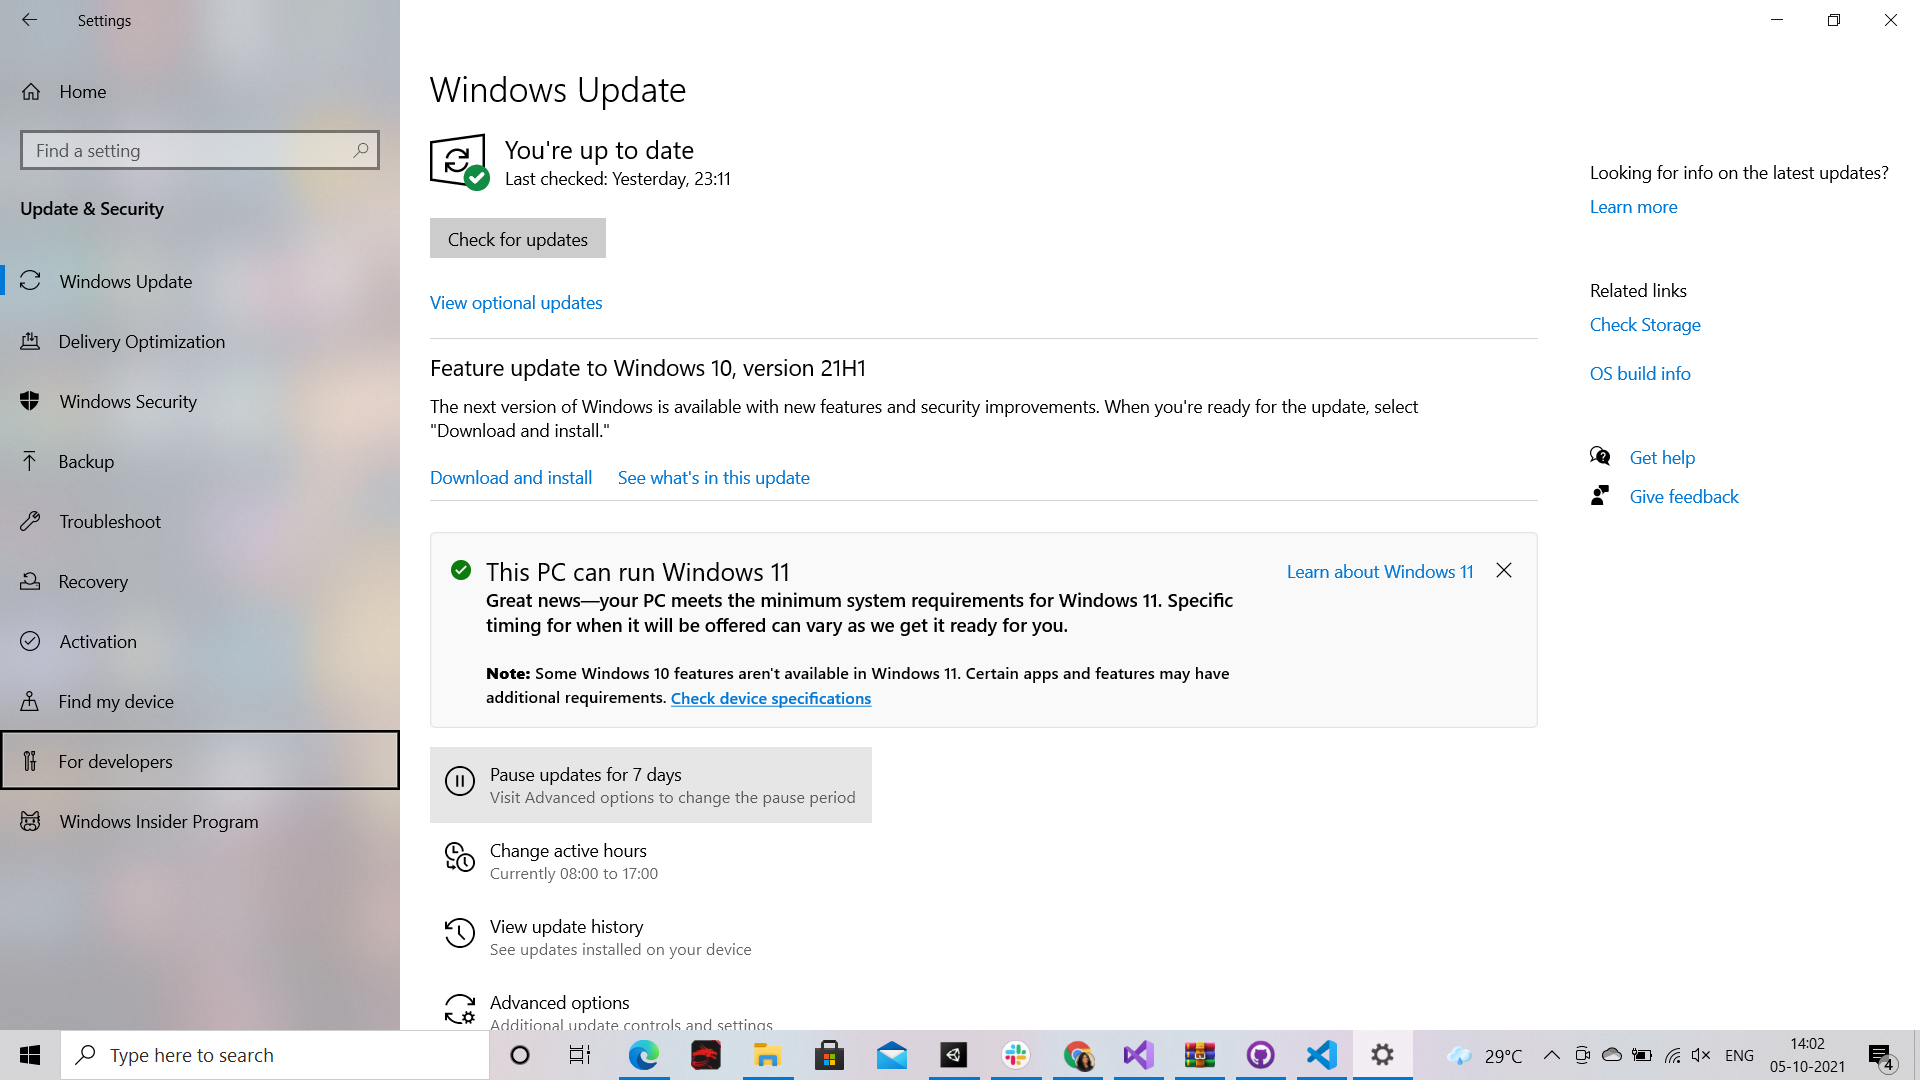 Settings
Home
Find a setting
Update & Security
Windows Update
Delivery Optimization
Windows Security
Backup
Troubleshoot
Recovery
Activation
Find my device
For developers
Windows Insider Program
Windows Update
You're up to date
Last checked: Yesterday, 23:11
Check for updates
View optional updates
Feature update to Windows 10, version 21H1
The next version of Windows is available with new features and security improvements. When you're ready for the update, select
"Download and install."
Download and install See what's in this update
This PC can run Windows 11
Learn about Windows 11
Great news—your PC meets the minimum system requirements for Windows 11. Specific
timing for when it will be offered can vary as we get it ready for you.
Note: Some Windows 10 features aren't available in Windows 11. Certain apps and features may have
additional requirements. Check device specifications
Pause updates for 7 days
Visit Advanced options to change the pause period
Change active hours
Currently 08:00 to 17:00
View update history
See updates installed on your device
Advanced options
Additional update controls and settings
Looking for info on the latest updates?
Learn more
Related links
Check Storage
OS build info
Get help
Give feedback
Type here to search
29°C
ENG
14:02
05-10-2021
4